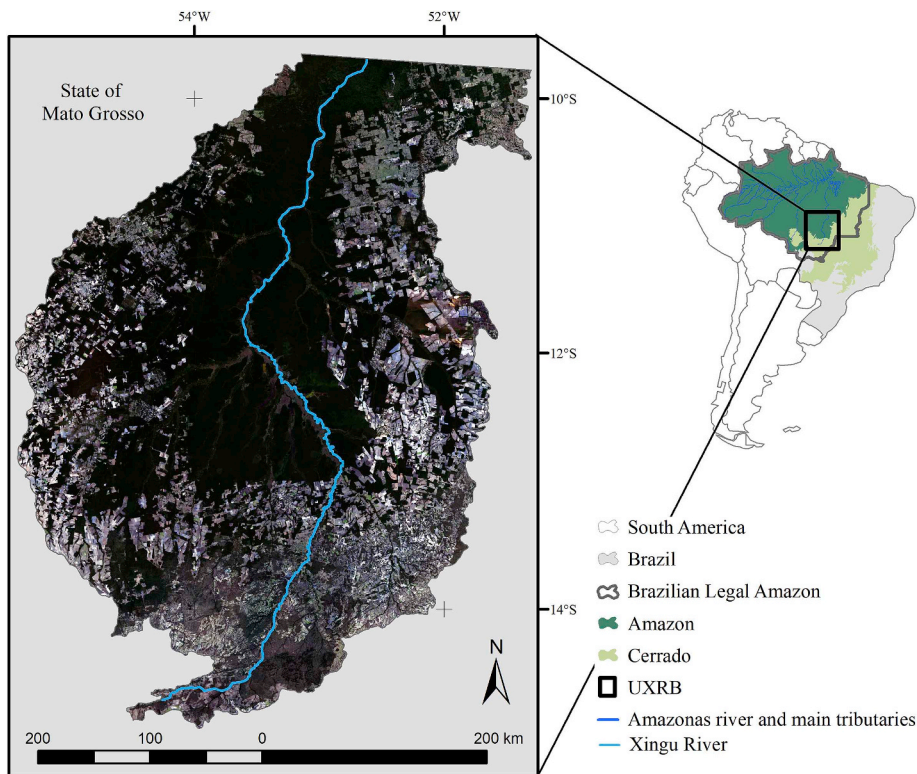 54°W
52°W
State of
Mato Grosso
10°S
12°S
14°S
N
200
100
0
200 km
South America
Brazil
Brazilian Legal Amazon
Amazon
Cerrado
UXRB
Amazonas river and main tributaries
Xingu River